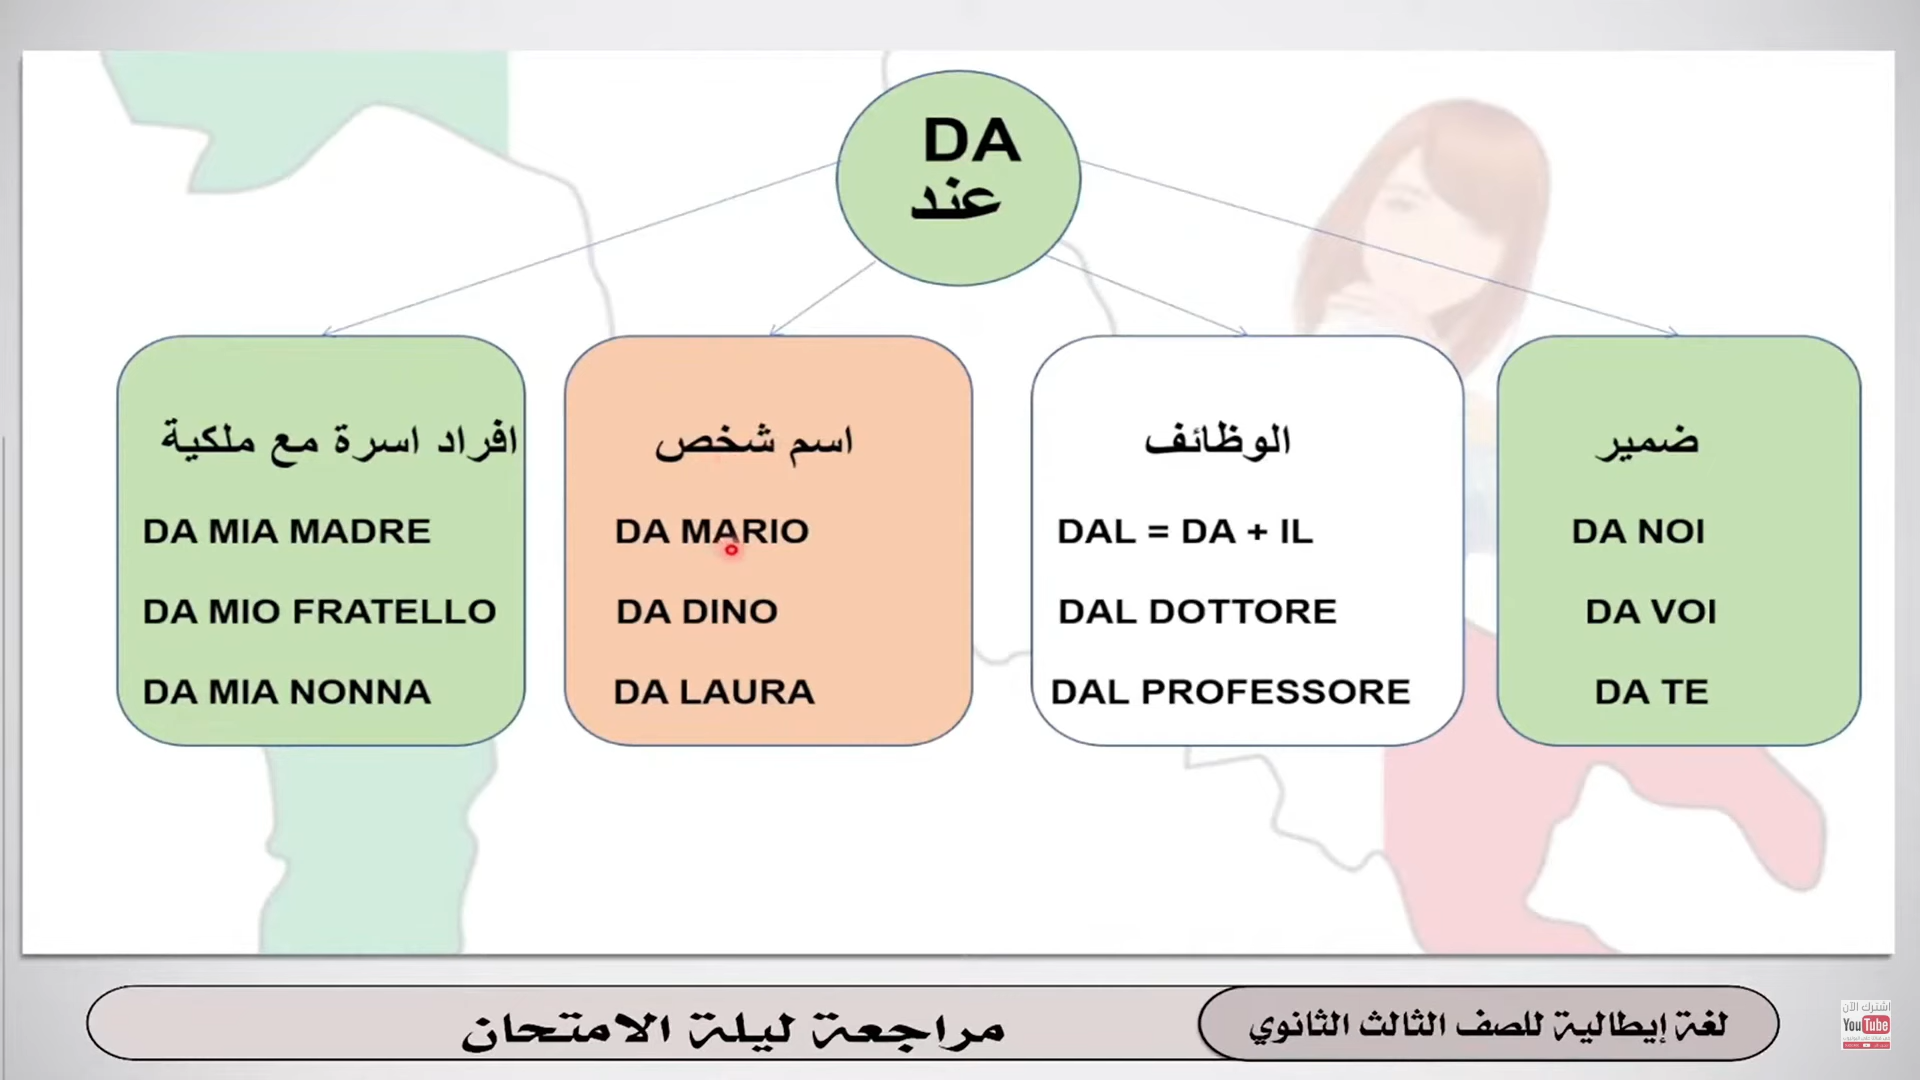 DA
عند
افراد اسرة مع ملكية
DA MIA MADRE
DA MIO FRATELLO
DA MIA NONNA
اسم شخص
DA MARIO
DA DINO
DA LAURA
الوظائف
DAL = DA + IL
DAL DOTTORE
DAL PROFESSORE
ضمير
DA NOI
DA VOI
DA TE
لغة إيطالية للصف الثالث الثانوي
مراجعة ليلة الامتحان
اشترك الآن
YouTube